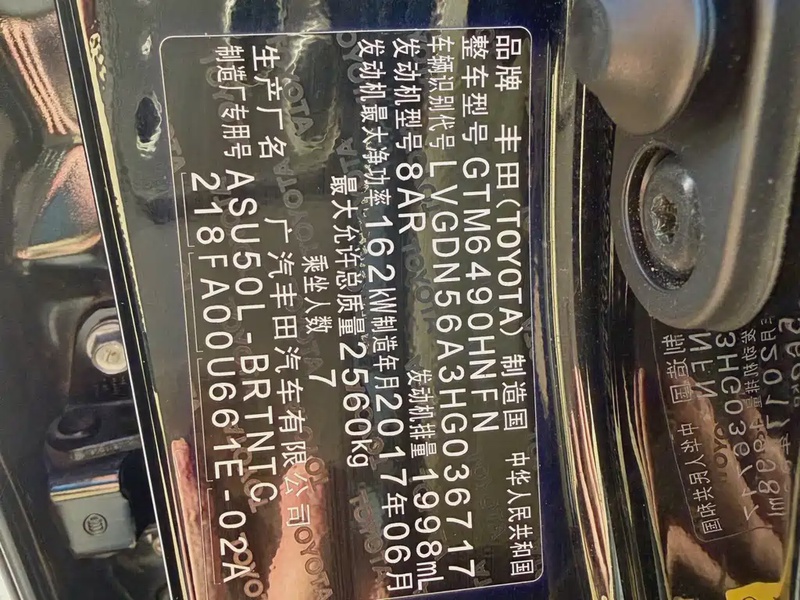 品牌 丰田(TOYOTA) 制造国 中华人民共和国
整车型号 GTM6490HNFN
车辆识别代号 LVGDN56A3HG036717
发动机型号 8AR 发动机排量 1998mL
发动机最大净功率 162kW 制造年月 2017年06月
最大允许总质量 2560kg
乘坐人数 7
生产厂名 广汽丰田汽车有限公司
制造厂专用号 ASU50L-BRTNTC
218FA00U661E-02A